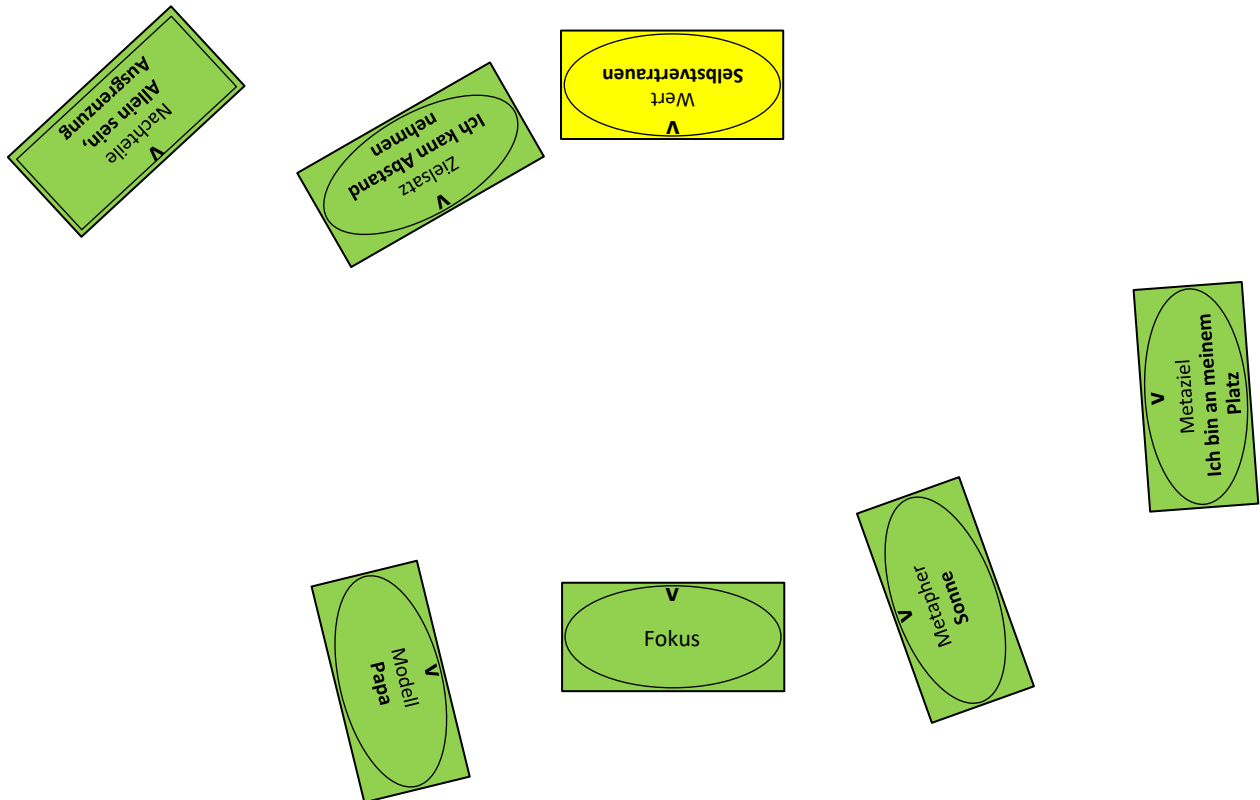 v
Nachteile
Allein sein,
Ausgrenzung
v
Zielsatz
Ich kann Abstand
nehmen
v
Wert
Selbstvertrauen
v
Metaziel
Ich bin an meinem
Platz
v
Metapher
Sonne
v
Fokus
v
Modell
Papa